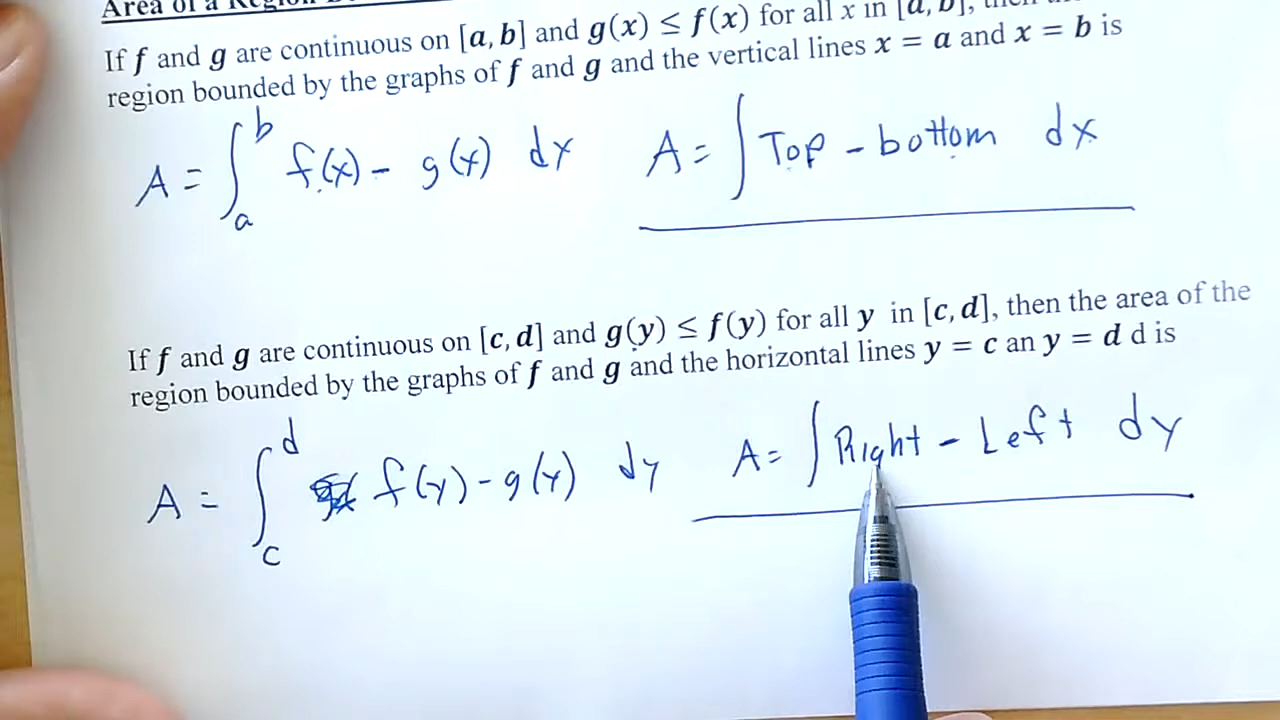 Area of a Region
If f and g are continuous on [a, b] and g(x) ≤ f(x) for all x in [a, b],
region bounded by the graphs of f and g and the vertical lines x = a and x = b is
A = ∫_a^b f(x) - g(x) dx A = ∫ Top - bottom dx
If f and g are continuous on [c, d] and g(y) ≤ f(y) for all y in [c, d], then the area of the
region bounded by the graphs of f and g and the horizontal lines y = c an y = d d is
A = ∫_c^d f(y) - g(y) dy A = ∫ Right - Left dy